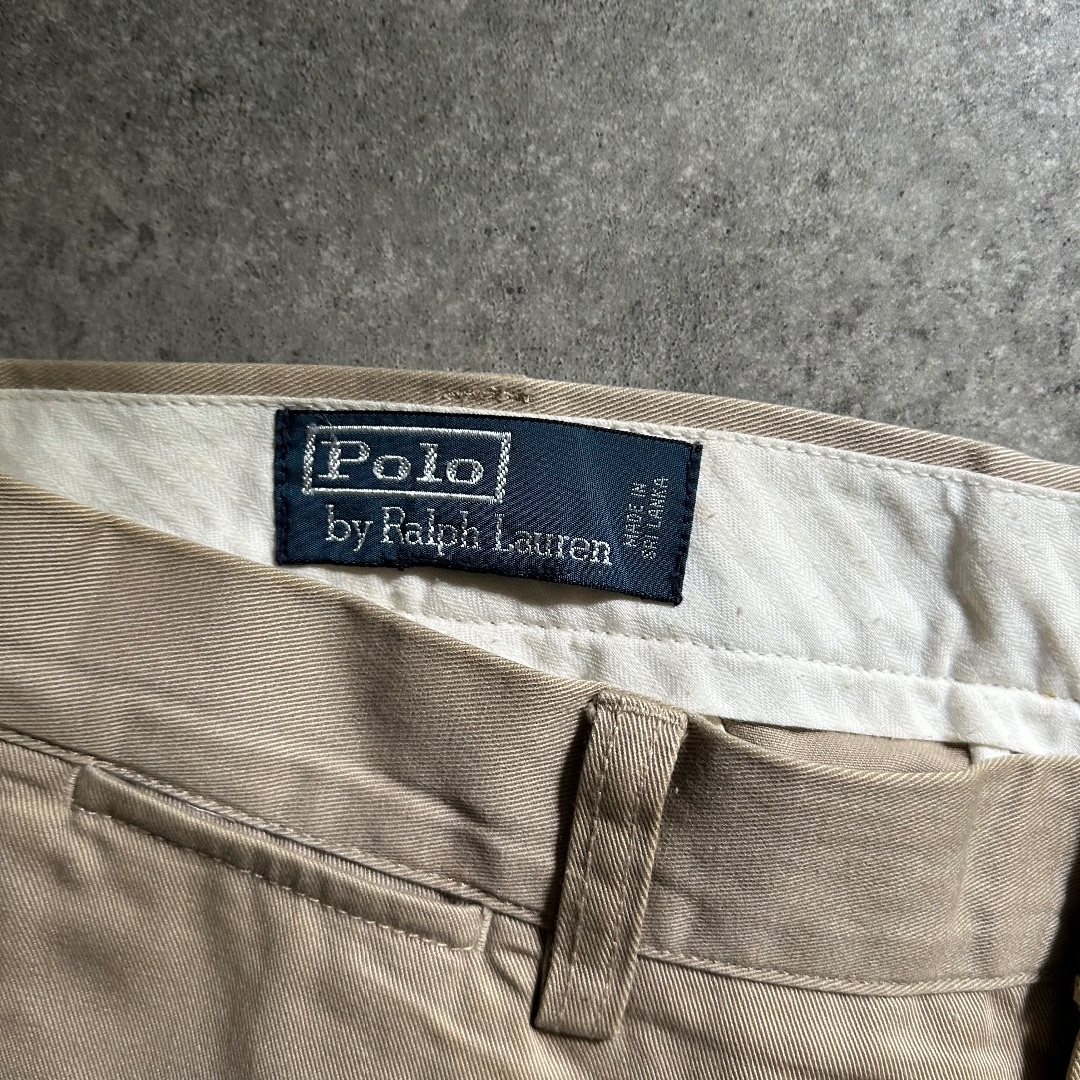 Polo
by Ralph Lauren
MADE IN
SRI LANKA